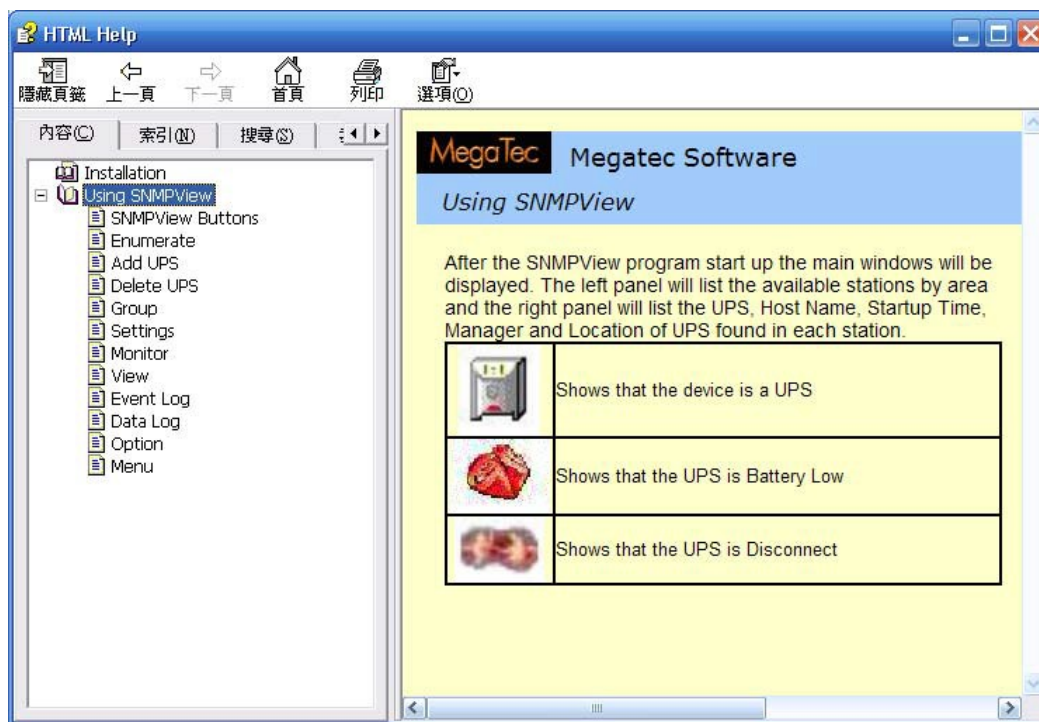 HTML Help
隱藏頁籤 上一頁 下一頁 首頁 列印 選項(O)
內容(C) 索引(N) 搜尋(S)
Installation
Using SNMPView
SNMPView Buttons
Enumerate
Add UPS
Delete UPS
Group
Settings
Monitor
View
Event Log
Data Log
Option
Menu
MegaTec Megatec Software
Using SNMPView
After the SNMPView program start up the main windows will be
displayed. The left panel will list the available stations by area
and the right panel will list the UPS, Host Name, Startup Time,
Manager and Location of UPS found in each station.
Shows that the device is a UPS
Shows that the UPS is Battery Low
Shows that the UPS is Disconnect